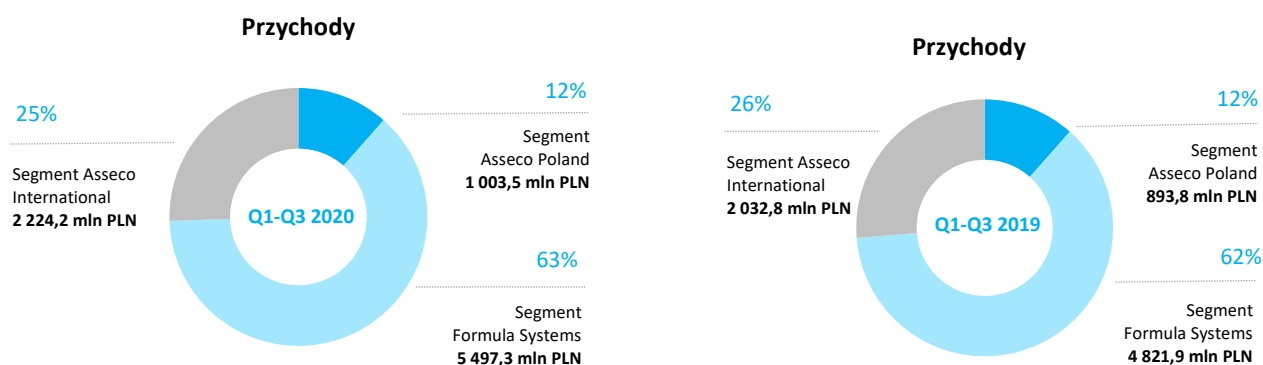 Przychody
25%
12%
Segment Asseco
International
2 224,2 mln PLN
Segment
Asseco Poland
1 003,5 mln PLN
Q1-Q3 2020
63%
Segment
Formula Systems
5 497,3 mln PLN
Przychody
26%
12%
Segment Asseco
International
2 032,8 mln PLN
Segment
Asseco Poland
893,8 mln PLN
Q1-Q3 2019
62%
Segment
Formula Systems
4 821,9 mln PLN